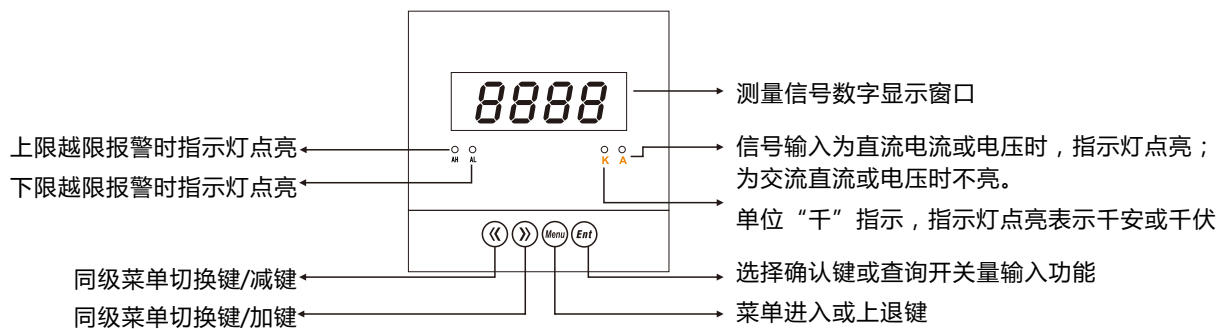 8888
测量信号数字显示窗口
上限越限报警时指示灯点亮
AH AL
K A
信号输入为直流电流或电压时，指示灯点亮；
为交流直流或电压时不亮。
下限越限报警时指示灯点亮
单位“千”指示，指示灯点亮表示千安或千伏
《 》 Menu Ent
同级菜单切换键/减键
选择确认键或查询开关量输入功能
同级菜单切换键/加键
菜单进入或上退键